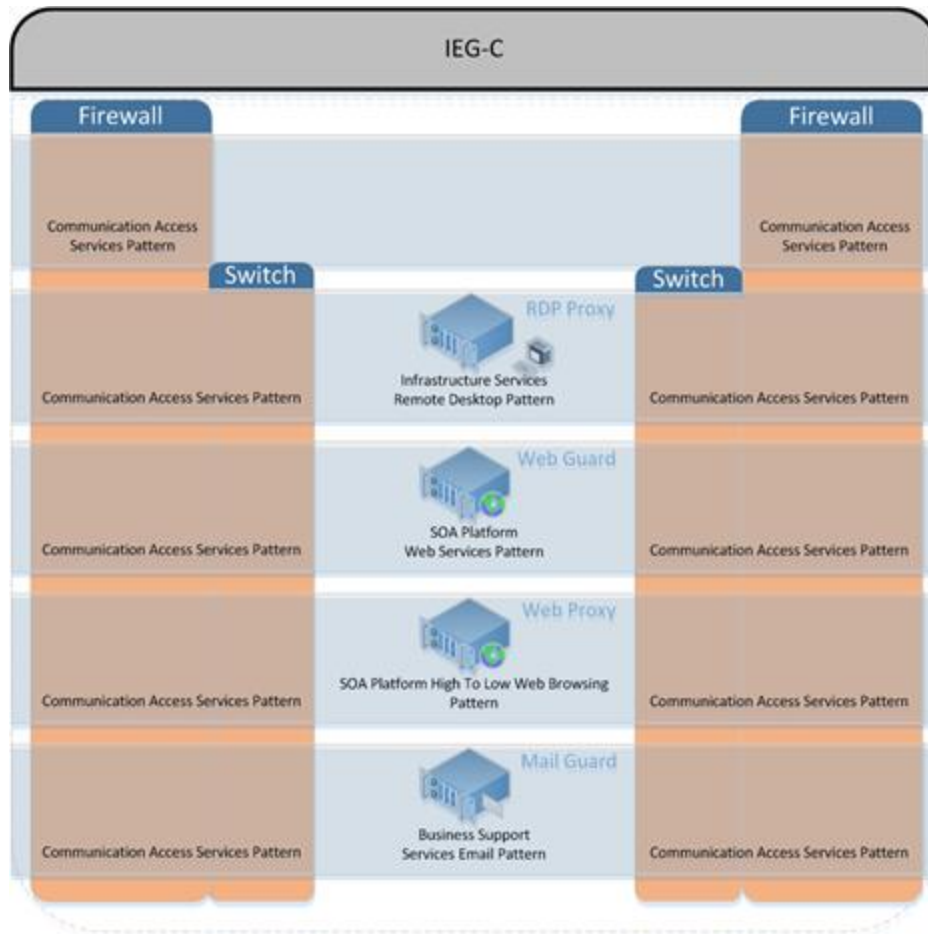 IEG-C
Firewall
Firewall
Communication Access
Services Pattern
Communication Access
Services Pattern
Switch
Switch
RDP Proxy
Infrastructure Services
Remote Desktop Pattern
Communication Access Services Pattern
Communication Access Services Pattern
Web Guard
SOA Platform
Web Services Pattern
Communication Access Services Pattern
Communication Access Services Pattern
Web Proxy
SOA Platform High To Low Web Browsing
Pattern
Communication Access Services Pattern
Communication Access Services Pattern
Mail Guard
Business Support
Services Email Pattern
Communication Access Services Pattern
Communication Access Services Pattern